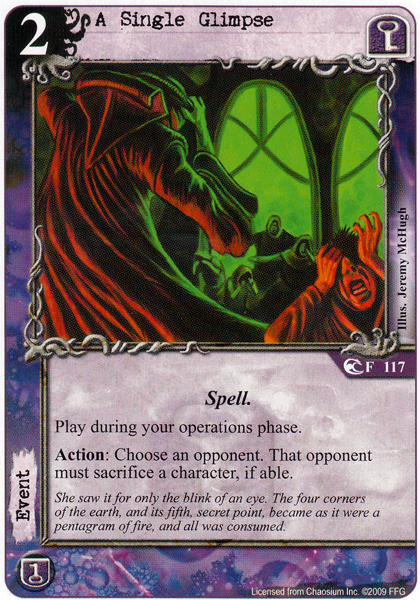 2 A Single Glimpse
Illus. Jeremy McHugh
F 117
Spell.
Play during your operations phase.
Action: Choose an opponent. That opponent
must sacrifice a character, if able.
She saw it for only the blink of an eye. The four corners
of the earth, and its fifth, secret point, became as it were a
pentagram of fire, and all was consumed.
Event
1
Licensed from Chaosium Inc. ©2009 FFG